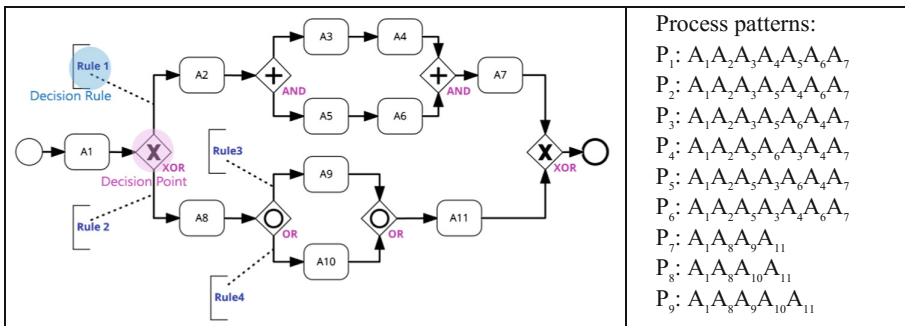 A3
A4
Rule 1
A2
AND
AND
A7
Decision Rule
A5
A6
A1
XOR
Decision Point
Rule3
A9
XOR
Rule 2
A8
OR
OR
A11
A10
Rule4
Process patterns:
P₁: A₁A₂A₃A₄A₅A₆A₇
P₂: A₁A₂A₃A₅A₄A₆A₇
P₃: A₁A₂A₃A₅A₆A₄A₇
P₄: A₁A₂A₅A₆A₃A₄A₇
P₅: A₁A₂A₅A₃A₆A₄A₇
P₆: A₁A₂A₅A₃A₄A₆A₇
P₇: A₁A₈A₉A₁₁
P₈: A₁A₈A₁₀A₁₁
P₉: A₁A₈A₉A₁₀A₁₁